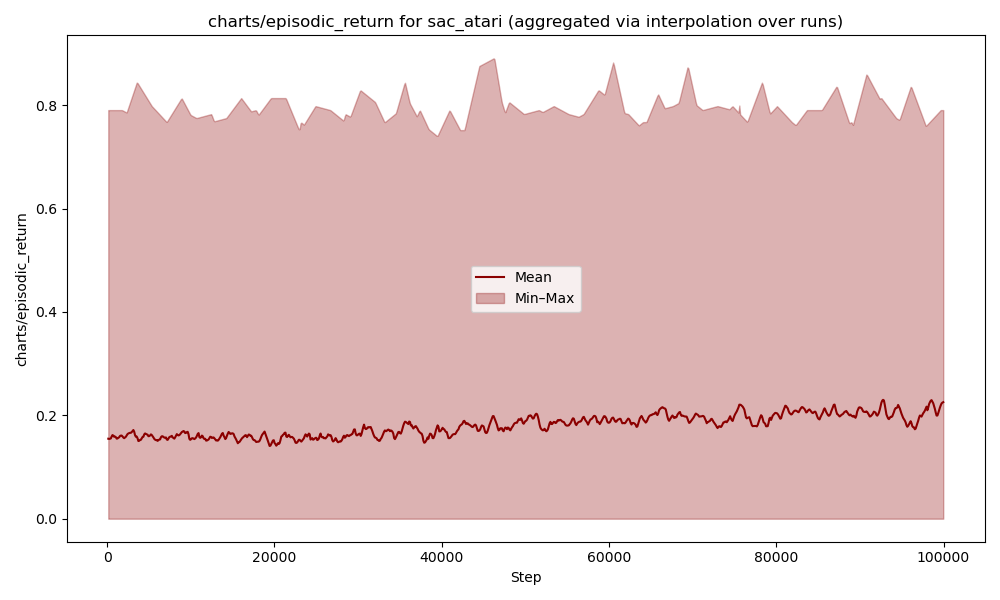 charts/episodic_return for sac_atari (aggregated via interpolation over runs)
charts/episodic_return
0.8
0.6
0.4
0.2
0.0
Mean
Min–Max
0 20000 40000 60000 80000 100000
Step